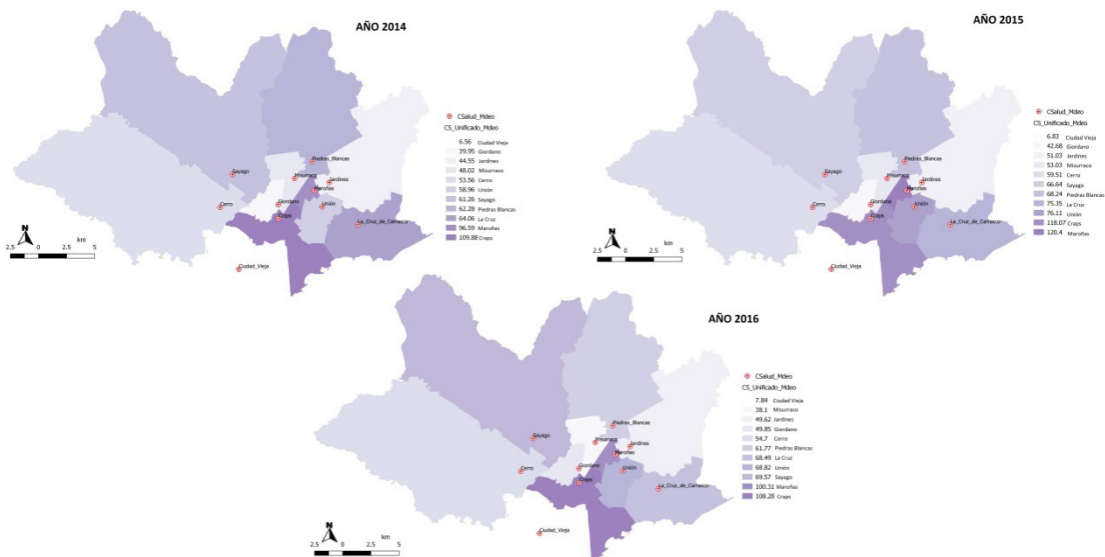 AÑO 2014
CSalud_Mdeo
CS_Unificado_Mdeo
6.56 Ciudad Vieja
39.95 Giordano
44.55 Jardines
48.02 Misurraco
53.56 Cerro
58.96 Unión
61.26 Sayago
62.28 Piedras Blancas
64.06 La Cruz
96.59 Maroñas
109.88 Craps
Piedras_Blancas
Sayago
Misurraco
Jardines
Maroñas
Cerro
Giordano
Unión
Craps
La_Cruz_de_Carrasco
Ciudad_Vieja
N
km
2.5 0 2.5 5
AÑO 2015
CSalud_Mdeo
CS_Unificado_Mdeo
6.83 Ciudad Vieja
42.68 Giordano
51.03 Jardines
53.03 Misurraco
59.51 Cerro
66.64 Sayago
68.24 Piedras Blancas
75.35 La Cruz
76.11 Unión
118.07 Craps
120.4 Maroñas
Piedras_Blancas
Sayago
Misurraco
Jardines
Maroñas
Cerro
Giordano
Unión
Craps
La_Cruz_de_Carrasco
Ciudad_Vieja
N
km
2.5 0 2.5 5
AÑO 2016
CSalud_Mdeo
CS_Unificado_Mdeo
7.84 Ciudad Vieja
38.1 Misurraco
49.62 Jardines
49.85 Giordano
54.7 Cerro
61.77 Piedras Blancas
68.49 La Cruz
68.82 Unión
69.57 Sayago
100.31 Maroñas
108.28 Craps
Piedras_Blancas
Sayago
Misurraco
Jardines
Maroñas
Cerro
Giordano
Unión
Craps
La_Cruz_de_Carrasco
Ciudad_Vieja
N
km
2.5 0 2.5 5